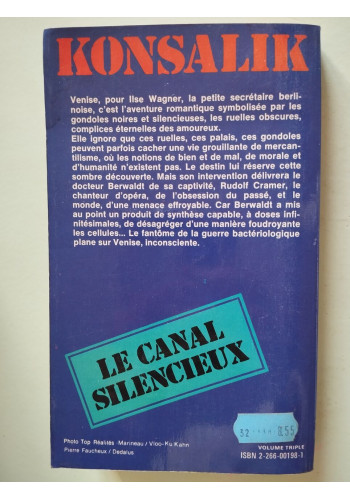 KONSALIK
Venise, pour Ilse Wagner, la petite secrétaire berli-
noise, c'est l'aventure romantique symbolisée par les
gondoles noires et silencieuses, les ruelles obscures,
complices éternelles des amoureux.
Elle ignore que ces ruelles, ces palais, ces gondoles
peuvent parfois cacher une vie grouillante de mercan-
tilisme, où les notions de bien et de mal, de morale et
d'humanité n'existent pas. Le destin lui réserve cette
sombre découverte. Mais son intervention délivrera le
docteur Berwaldt de sa captivité, Rudolf Cramer, le
chanteur d'opéra, de l'obsession du passé, et le
monde, d'une menace effroyable. Car Berwaldt a mis
au point un produit de synthèse capable, à doses infi-
nitésimales, de désagréger d'une manière foudroyante
les cellules... Le fantôme de la guerre bactériologique
plane sur Venise, inconsciente.
LE CANAL
SILENCIEUX
Photo Top Réalités Marineau / Vloo-Ku.Kahn
Pierre Faucheux / Dedalus
VOLUME TRIPLE
ISBN 2-266-00198-1